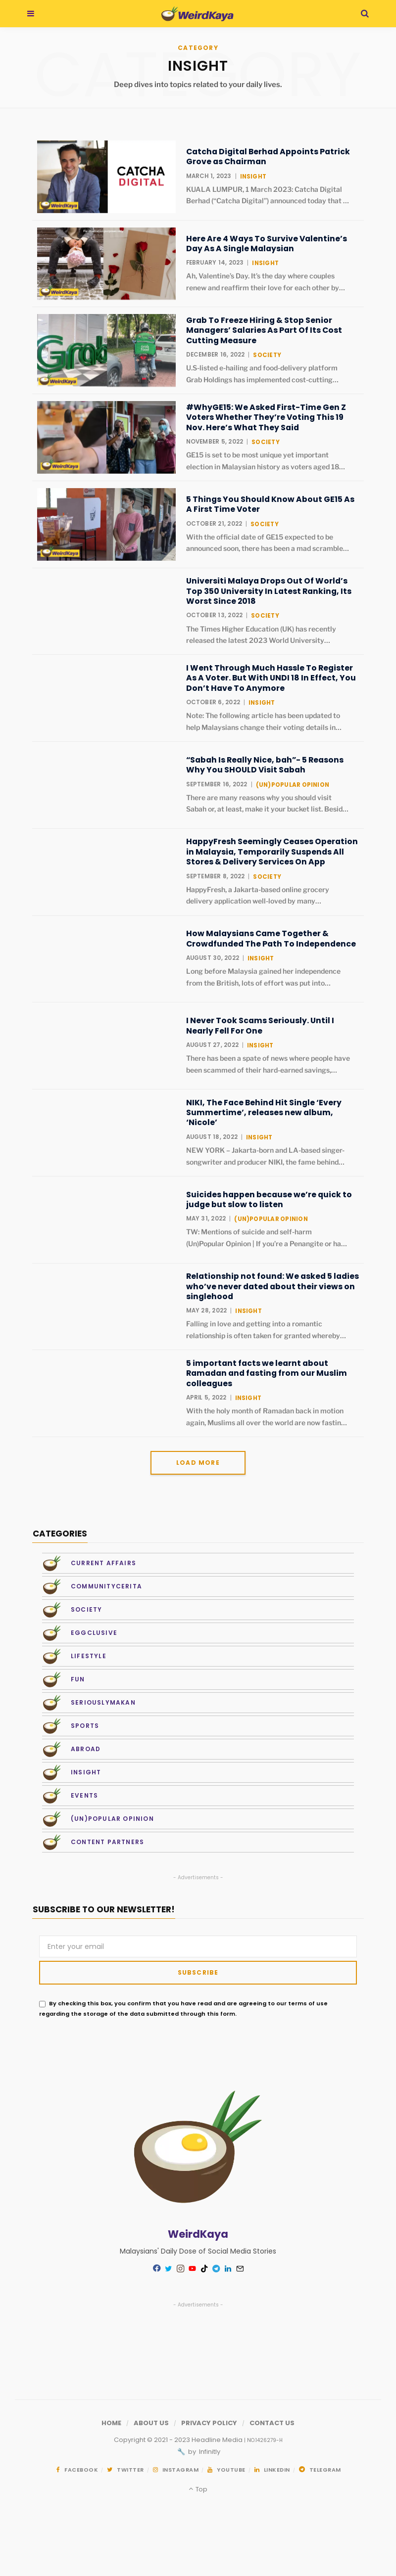 WeirdKaya
CATEGORY
CATEGORY
INSIGHT
Deep dives into topics related to your daily lives.
CATCHA
DIGITAL
WeirdKaya
Catcha Digital Berhad Appoints Patrick
Grove as Chairman
MARCH 1, 2023 | INSIGHT
KUALA LUMPUR, 1 March 2023: Catcha Digital
Berhad (“Catcha Digital”) announced today that ...
WeirdKaya
Here Are 4 Ways To Survive Valentine’s
Day As A Single Malaysian
FEBRUARY 14, 2023 | INSIGHT
Ah, Valentine’s Day. It’s the day where couples
renew and reaffirm their love for each other by...
Grab
WeirdKaya
Grab To Freeze Hiring & Stop Senior
Managers’ Salaries As Part Of Its Cost
Cutting Measure
DECEMBER 16, 2022 | SOCIETY
U.S-listed e-hailing and food-delivery platform
Grab Holdings has implemented cost-cutting...
WeirdKaya
#WhyGE15: We Asked First-Time Gen Z
Voters Whether They’re Voting This 19
Nov. Here’s What They Said
NOVEMBER 5, 2022 | SOCIETY
GE15 is set to be most unique yet important
election in Malaysian history as voters aged 18...
WeirdKaya
5 Things You Should Know About GE15 As
A First Time Voter
OCTOBER 21, 2022 | SOCIETY
With the official date of GE15 expected to be
announced soon, there has been a mad scramble...
Universiti Malaya Drops Out Of World’s
Top 350 University In Latest Ranking, Its
Worst Since 2018
OCTOBER 13, 2022 | SOCIETY
The Times Higher Education (UK) has recently
released the latest 2023 World University...
I Went Through Much Hassle To Register
As A Voter. But With UNDI 18 In Effect, You
Don’t Have To Anymore
OCTOBER 6, 2022 | INSIGHT
Note: The following article has been updated to
help Malaysians change their voting details in...
“Sabah Is Really Nice, bah”- 5 Reasons
Why You SHOULD Visit Sabah
SEPTEMBER 16, 2022 | (UN)POPULAR OPINION
There are many reasons why you should visit
Sabah or, at least, make it your bucket list. Besid...
HappyFresh Seemingly Ceases Operation
in Malaysia, Temporarily Suspends All
Stores & Delivery Services On App
SEPTEMBER 8, 2022 | SOCIETY
HappyFresh, a Jakarta-based online grocery
delivery application well-loved by many...
How Malaysians Came Together &
Crowdfunded The Path To Independence
AUGUST 30, 2022 | INSIGHT
Long before Malaysia gained her independence
from the British, lots of effort was put into...
I Never Took Scams Seriously. Until I
Nearly Fell For One
AUGUST 27, 2022 | INSIGHT
There has been a spate of news where people have
been scammed of their hard-earned savings,...
NIKI, The Face Behind Hit Single ‘Every
Summertime’, releases new album,
‘Nicole’
AUGUST 18, 2022 | INSIGHT
NEW YORK – Jakarta-born and LA-based singer-
songwriter and producer NIKI, the fame behind...
Suicides happen because we’re quick to
judge but slow to listen
MAY 31, 2022 | (UN)POPULAR OPINION
TW: Mentions of suicide and self-harm
(Un)Popular Opinion | If you’re a Penangite or ha...
Relationship not found: We asked 5 ladies
who’ve never dated about their views on
singlehood
MAY 28, 2022 | INSIGHT
Falling in love and getting into a romantic
relationship is often taken for granted whereby...
5 important facts we learnt about
Ramadan and fasting from our Muslim
colleagues
APRIL 5, 2022 | INSIGHT
With the holy month of Ramadan back in motion
again, Muslims all over the world are now fastin...
LOAD MORE
CATEGORIES
CURRENT AFFAIRS
COMMUNITYCERITA
SOCIETY
EGGCLUSIVE
LIFESTYLE
FUN
SERIOUSLYMAKAN
SPORTS
ABROAD
INSIGHT
EVENTS
(UN)POPULAR OPINION
CONTENT PARTNERS
- Advertisements -
SUBSCRIBE TO OUR NEWSLETTER!
Enter your email
SUBSCRIBE
By checking this box, you confirm that you have read and are agreeing to our terms of use
regarding the storage of the data submitted through this form.
WeirdKaya
Malaysians' Daily Dose of Social Media Stories
- Advertisements -
HOME / ABOUT US / PRIVACY POLICY / CONTACT US
Copyright © 2021 - 2023 Headline Media | NO1426279-H
by Infinitly
FACEBOOK TWITTER INSTAGRAM YOUTUBE LINKEDIN TELEGRAM
Top